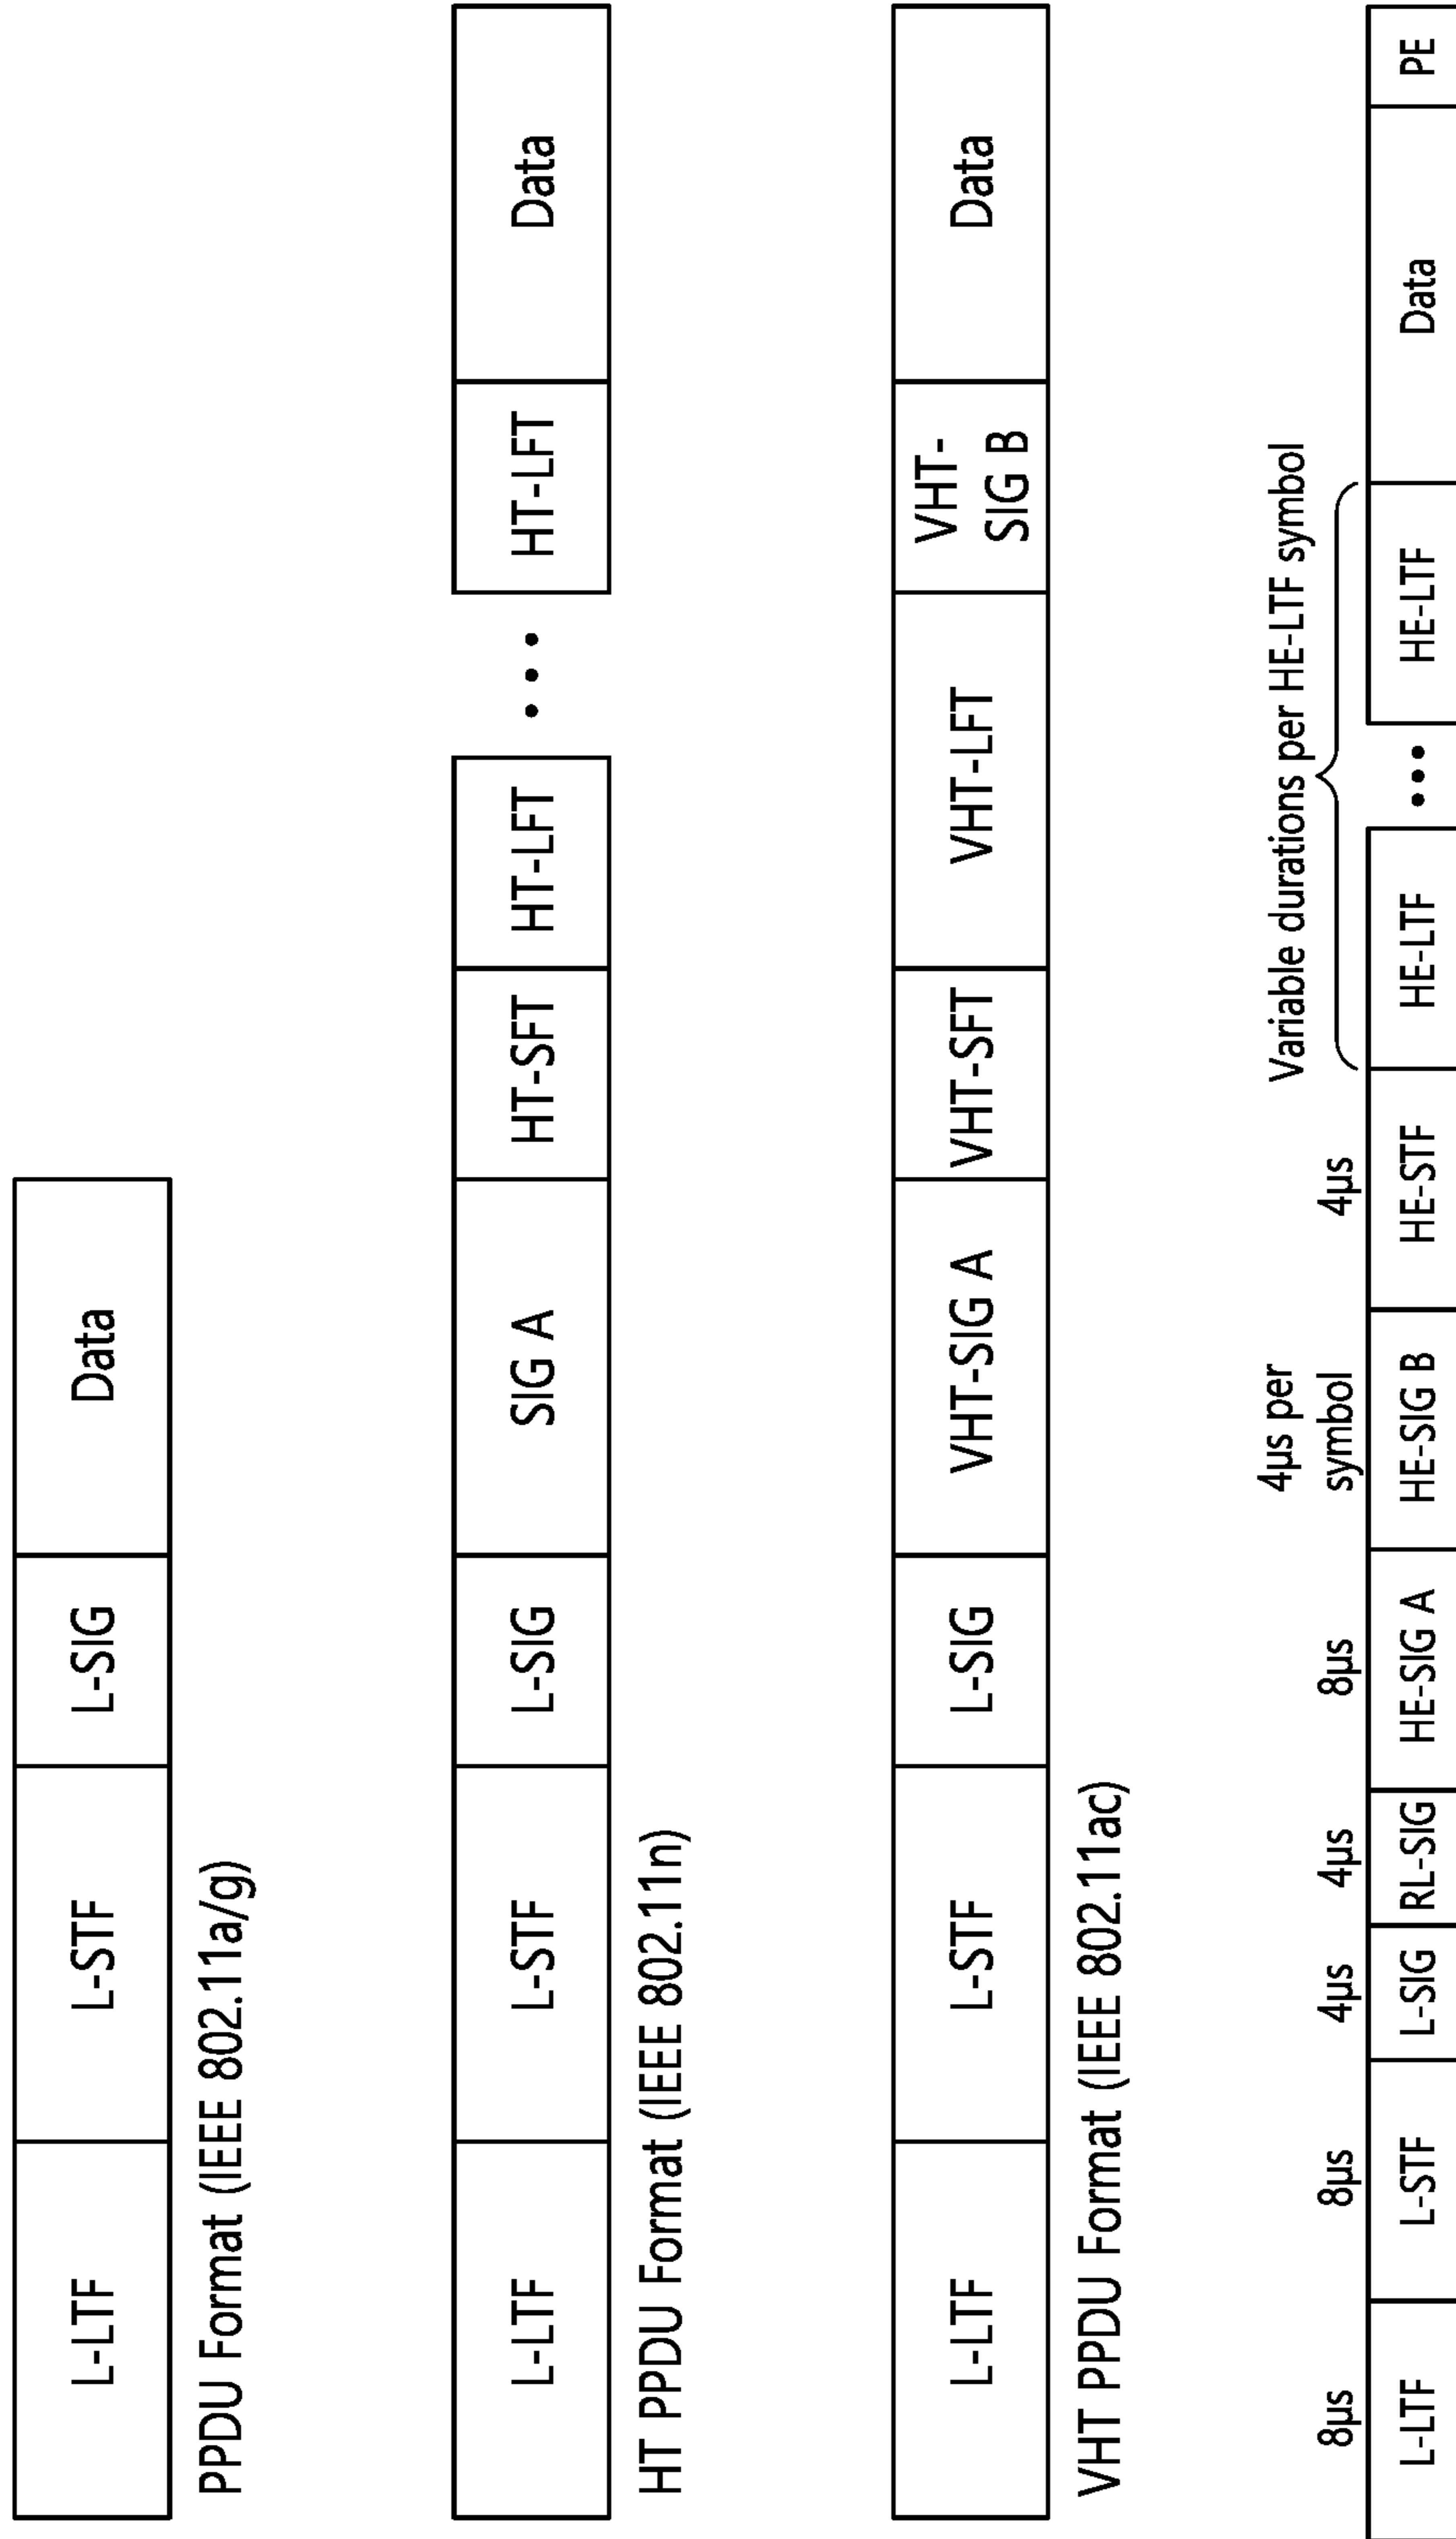 L-LTF
L-STF
L-SIG
Data
PPDU Format (IEEE 802.11a/g)
L-LTF
L-STF
L-SIG
SIG A
HT-SFT
HT-LFT
• • •
HT-LFT
Data
HT PPDU Format (IEEE 802.11n)
L-LTF
L-STF
L-SIG
VHT-SIG A
VHT-SFT
VHT-LFT
VHT-
SIG B
Data
VHT PPDU Format (IEEE 802.11ac)
Variable durations per HE-LTF symbol
8µs
8µs
4µs
4µs
8µs
4µs per
symbol
4µs
L-LTF
L-STF
L-SIG
RL-SIG
HE-SIG A
HE-SIG B
HE-STF
HE-LTF
• • •
HE-LTF
Data
PE